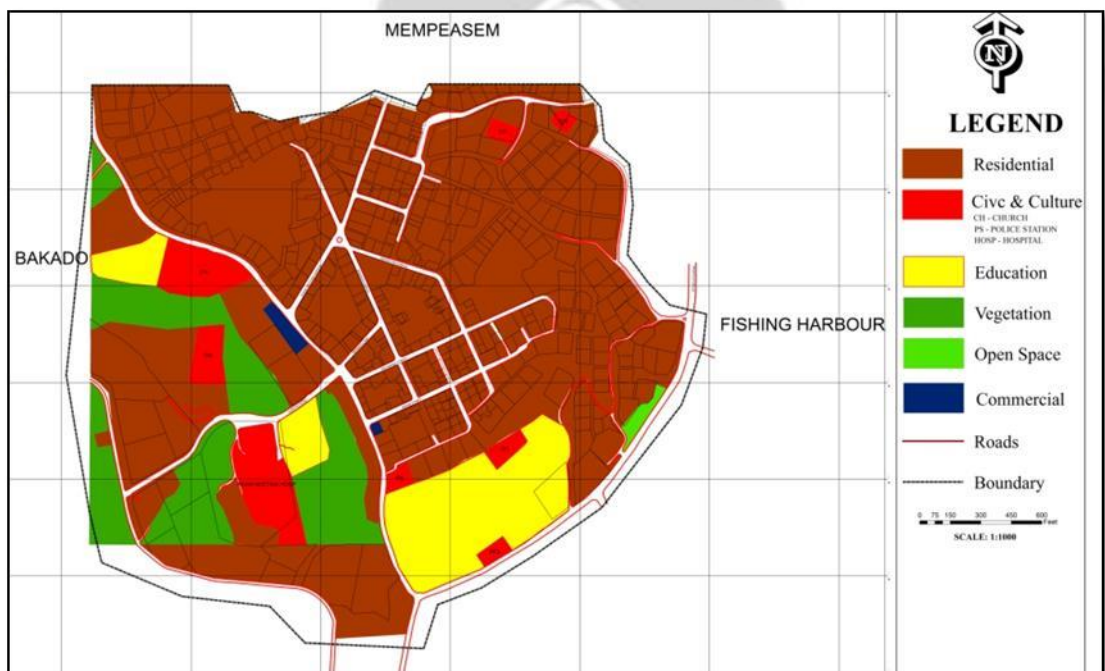 MEMPEASEM
BAKADO
FISHING HARBOUR
N
LEGEND
Residential
Civc & Culture
CH - CHURCH
PS - POLICE STATION
HOSP - HOSPITAL
Education
Vegetation
Open Space
Commercial
Roads
Boundary
0 75 150 300 450 600
Feet
SCALE: 1:1000